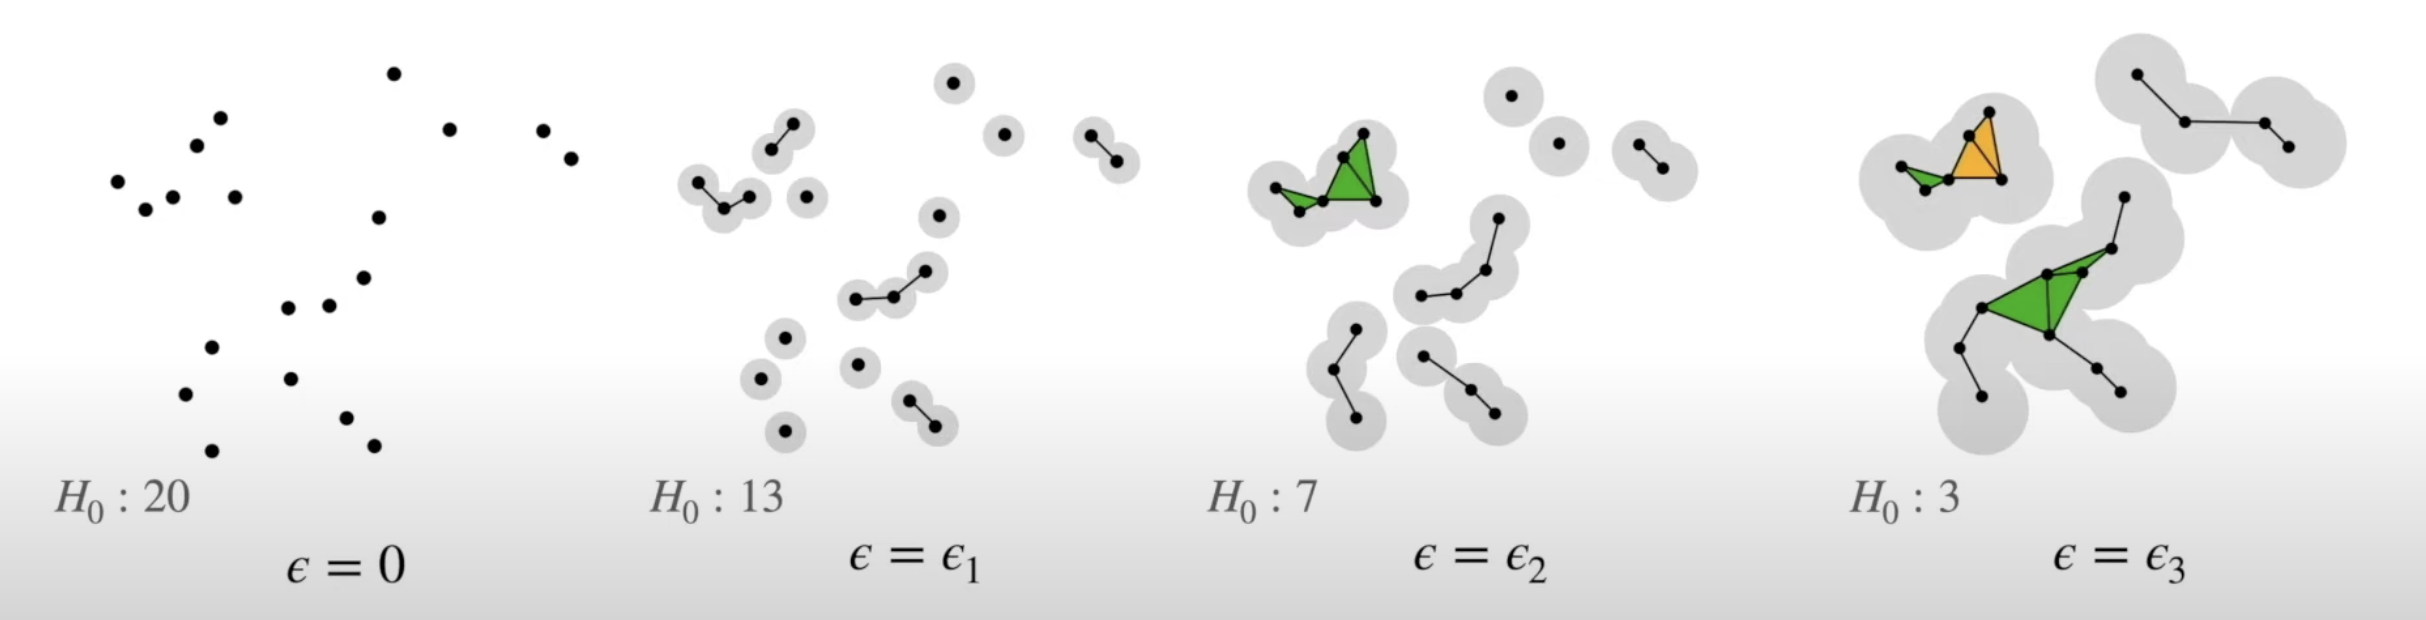 H₀ : 20
H₀ : 13
H₀ : 7
H₀ : 3
ϵ = 0
ϵ = ϵ₁
ϵ = ϵ₂
ϵ = ϵ₃